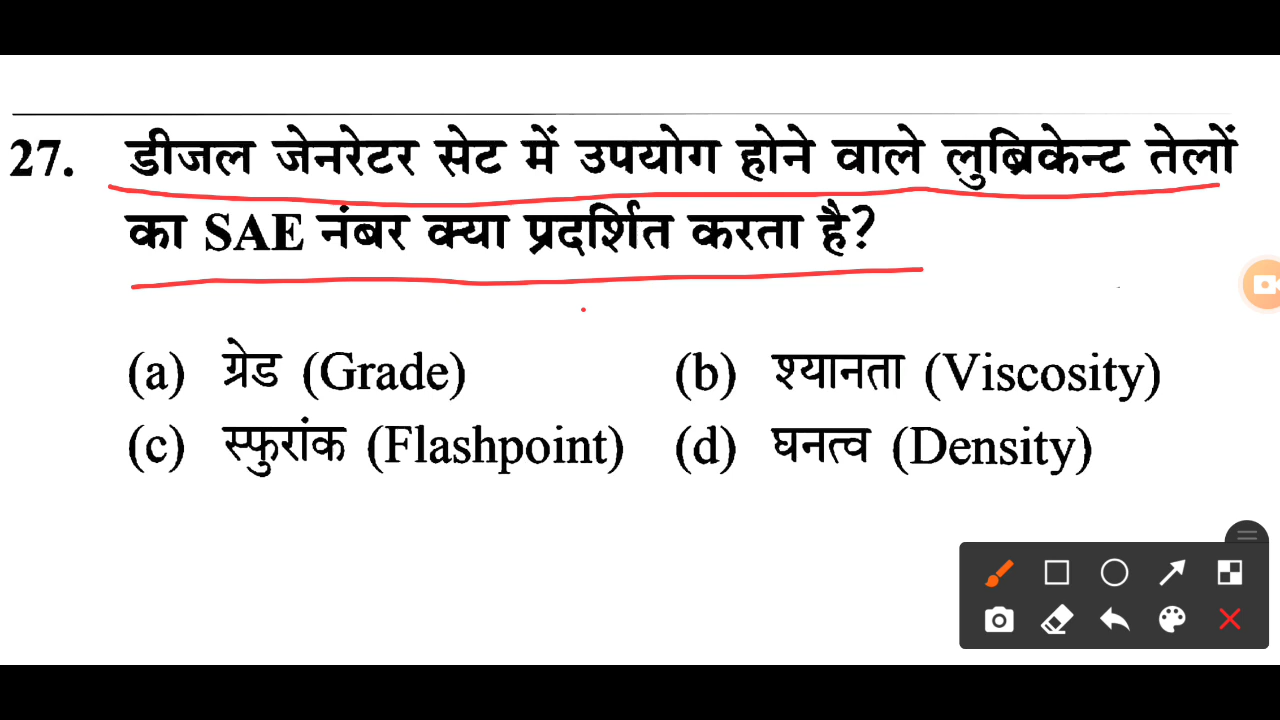 27. डीजल जेनरेटर सेट में उपयोग होने वाले लुब्रिकेन्ट तेलों
का SAE नंबर क्या प्रदर्शित करता है?
(a) ग्रेड (Grade) (b) श्यानता (Viscosity)
(c) स्फुरांक (Flashpoint) (d) घनत्व (Density)